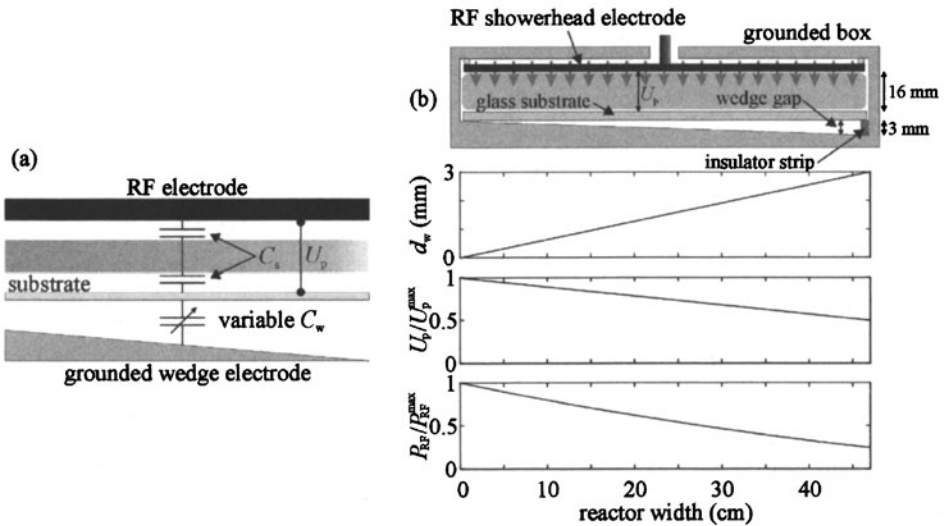 (a)
RF electrode
C_s
U_p
substrate
variable C_w
grounded wedge electrode
(b)
RF showerhead electrode
grounded box
U_p
glass substrate
wedge gap
16 mm
3 mm
insulator strip
d_w (mm)
3
0
U_p/U_p^max
1
0.5
0
P_RF/P_RF^max
1
0.5
0
0 10 20 30 40
reactor width (cm)